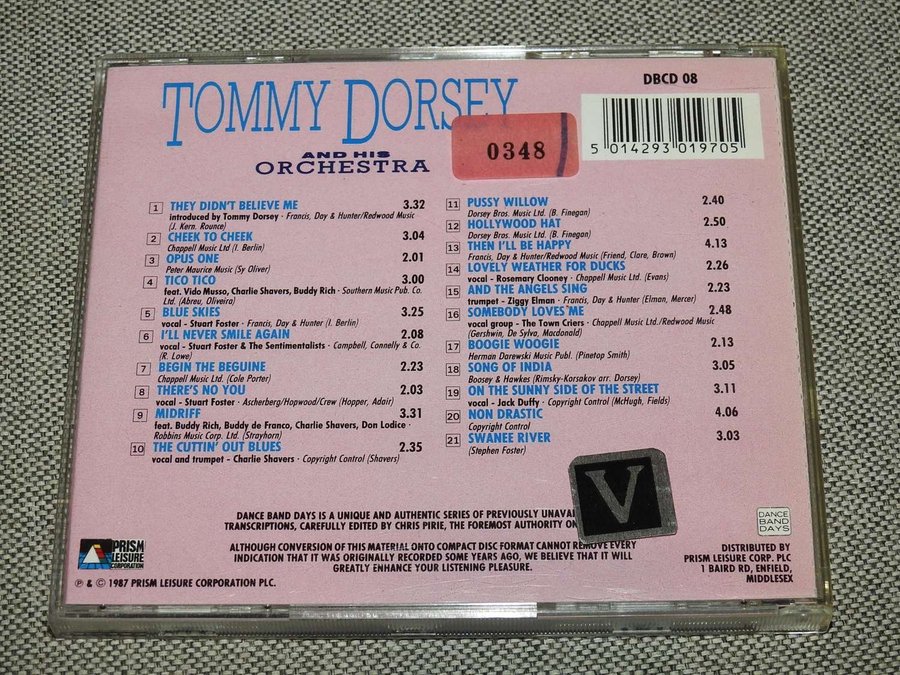 TOMMY DORSEY
AND HIS
ORCHESTRA
0348
DBCD 08
5 014293 019705
1 THEY DIDN'T BELIEVE ME 3.32
introduced by Tommy Dorsey · Francis, Day & Hunter/Redwood Music
(J. Kern. Rounce)
2 CHEEK TO CHEEK 3.04
Chappell Music Ltd (I. Berlin)
3 OPUS ONE 2.01
Peter Maurice Music (Sy Oliver)
4 TICO TICO 3.00
feat. Vido Musso, Charlie Shavers, Buddy Rich · Southern Music Pub. Co.
Ltd. (Abreu, Oliveira)
5 BLUE SKIES 3.25
vocal - Stuart Foster · Francis, Day & Hunter (I. Berlin)
6 I'LL NEVER SMILE AGAIN 2.08
vocal - Stuart Foster & The Sentimentalists · Campbell, Connelly & Co.
(R. Lowe)
7 BEGIN THE BEGUINE 2.23
Chappell Music Ltd. (Cole Porter)
8 THERE'S NO YOU 2.03
vocal - Stuart Foster · Ascherberg/Hopwood/Crew (Hopper, Adair)
9 MIDRIFF 3.31
feat. Buddy Rich, Buddy de Franco, Charlie Shavers, Don Lodice ·
Robbins Music Corp. Ltd. (Strayhorn)
10 THE CUTTIN' OUT BLUES 2.35
vocal and trumpet - Charlie Shavers · Copyright Control (Shavers)
11 PUSSY WILLOW 2.40
Dorsey Bros. Music Ltd. (B. Finegan)
12 HOLLYWOOD HAT 2.50
Dorsey Bros. Music Ltd. (B. Finegan)
13 THEN I'LL BE HAPPY 4.13
Francis, Day & Hunter/Redwood Music (Friend, Clare, Brown)
14 LOVELY WEATHER FOR DUCKS 2.26
vocal - Rosemary Clooney · Chappell Music Ltd. (Evans)
15 AND THE ANGELS SING 2.23
trumpet - Ziggy Elman · Francis, Day & Hunter (Elman, Mercer)
16 SOMEBODY LOVES ME 2.48
vocal group - The Town Criers · Chappell Music Ltd./Redwood Music
(Gershwin, De Sylva, Macdonald)
17 BOOGIE WOOGIE 2.13
Herman Darewski Music Publ. (Pinetop Smith)
18 SONG OF INDIA 3.05
Boosey & Hawkes (Rimsky-Korsakov arr. Dorsey)
19 ON THE SUNNY SIDE OF THE STREET 3.11
vocal - Jack Duffy · Copyright Control (McHugh, Fields)
20 NON DRASTIC 4.06
Copyright Control
21 SWANEE RIVER 3.03
(Stephen Foster)
V
DANCE BAND DAYS IS A UNIQUE AND AUTHENTIC SERIES OF PREVIOUSLY
TRANSCRIPTIONS, CAREFULLY EDITED BY CHRIS PIRIE, THE FOREMOST AUTHORITY
ALTHOUGH CONVERSION OF THIS MATERIAL ONTO COMPACT DISC FORMAT CANNOT REMOVE EVERY
INDICATION THAT IT WAS ORIGINALLY RECORDED SOME YEARS AGO, WE BELIEVE THAT IT WILL
GREATLY ENHANCE YOUR LISTENING PLEASURE.
PRISM
LEISURE
CORPORATION
℗ & © 1987 PRISM LEISURE CORPORATION PLC.
DANCE
BAND
DAYS
DISTRIBUTED BY
PRISM LEISURE CORP. PLC
1 BAIRD RD, ENFIELD,
MIDDLESEX